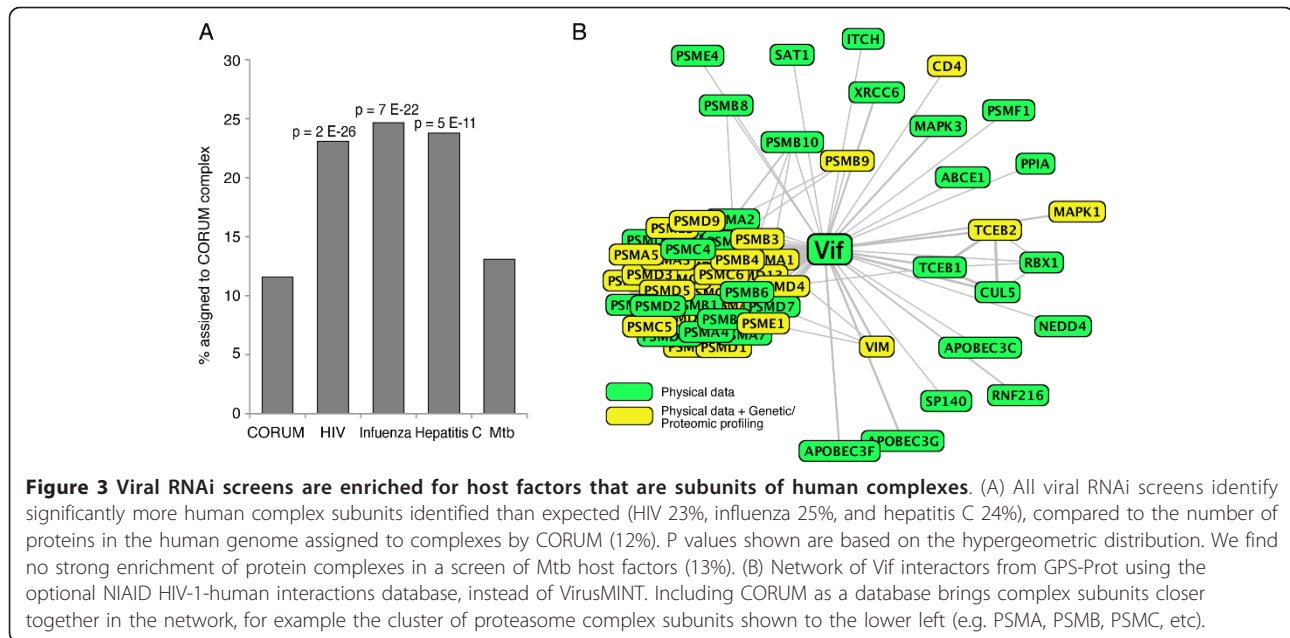 A
30
25
20
15
10
5
0
% assigned to CORUM complex
p = 2 E-26
p = 7 E-22
p = 5 E-11
CORUM
HIV
Infuenza
Hepatitis C
Mtb
B
ITCH
PSME4
SAT1
CD4
XRCC6
PSMB8
PSMF1
MAPK3
PSMB10
PSMB9
PPIA
ABCE1
MAPK1
PSMD9
TCEB2
PSMB3
Vif
PSMC4
PSMA5
PSMB4
TCEB1
RBX1
PSMD3
PSMC6
PSMD4
PSMD5
PSMB6
CUL5
PSMD2
PSMD7
PSMC5
PSME1
NEDD4
PSMA4
PSMD1
VIM
APOBEC3C
Physical data
Physical data + Genetic/
Proteomic profiling
SP140
RNF216
APOBEC3G
APOBEC3F
Figure 3 Viral RNAi screens are enriched for host factors that are subunits of human complexes. (A) All viral RNAi screens identify
significantly more human complex subunits identified than expected (HIV 23%, influenza 25%, and hepatitis C 24%), compared to the number of
proteins in the human genome assigned to complexes by CORUM (12%). P values shown are based on the hypergeometric distribution. We find
no strong enrichment of protein complexes in a screen of Mtb host factors (13%). (B) Network of Vif interactors from GPS-Prot using the
optional NIAID HIV-1-human interactions database, instead of VirusMINT. Including CORUM as a database brings complex subunits closer
together in the network, for example the cluster of proteasome complex subunits shown to the lower left (e.g. PSMA, PSMB, PSMC, etc).